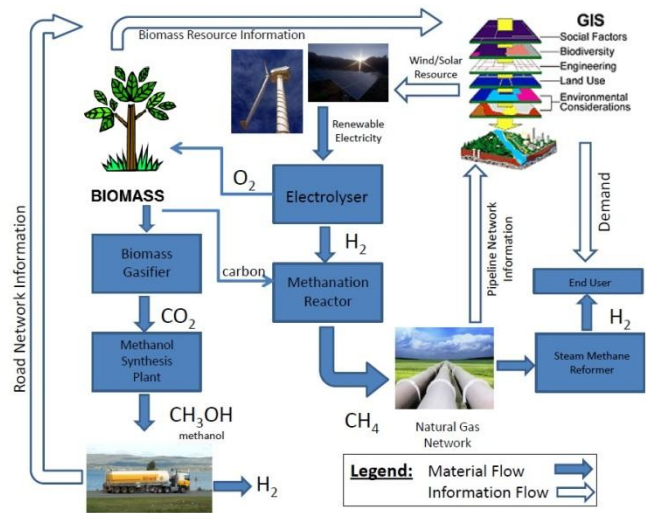 Biomass Resource Information
GIS
Social Factors
Biodiversity
Engineering
Land Use
Environmental
Considerations
Wind/Solar
Resource
Renewable
Electricity
Road Network Information
O2
BIOMASS
Electrolyser
H2
Biomass
Gasifier
carbon
Methanation
Reactor
Pipeline Network
Information
Demand
End User
CO2
H2
Methanol
Synthesis
Plant
Steam Methane
Reformer
CH3OH
methanol
CH4
Natural Gas
Network
H2
Legend:
Material Flow
Information Flow